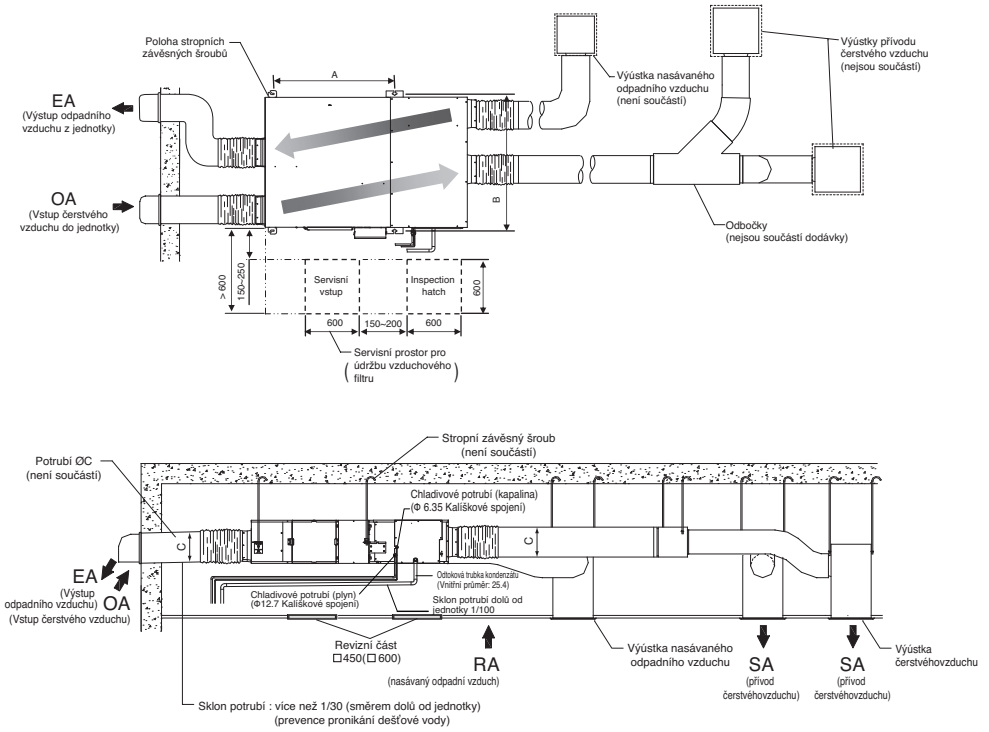 Poloha stropních
závěsných šroubů
A
EA
(Výstup odpadního
vzduchu z jednotky)
OA
(Vstup čerstvého
vzduchu do jednotky)
B
Výústka nasávaného
odpadního vzduchu
(není součástí)
Výústky přívodu
čerstvého vzduchu
(nejsou součástí)
Odbočky
(nejsou součástí dodávky)
> 600
150~250
Servisní
vstup
Inspection
hatch
600
600
150~200
600
Servisní prostor pro
( údržbu vzduchového )
filtru
Stropní závěsný šroub
(není součástí)
Potrubí ØC
(není součástí)
Chladivové potrubí (kapalina)
(Φ 6.35 Kalíškové spojení)
C
C
EA
(Výstup
odpadního vzduchu)
OA
(Vstup čerstvého vzduchu)
Chladivové potrubí (plyn)
(Φ12.7 Kalíškové spojení)
Odtoková trubka kondenzátu
(Vnitřní průměr: 25.4)
Sklon potrubí dolů od
jednotky 1/100
Revizní část
□450(□600)
RA
(nasávaný odpadní vzduch)
Výústka nasávaného
odpadního vzduchu
SA
(přívod
čerstvéhovzduchu)
SA
(přívod
čerstvéhovzduchu)
Výústka
čerstvéhovzduchu
Sklon potrubí : více než 1/30 (směrem dolů od jednotky)
(prevence pronikání dešťové vody)